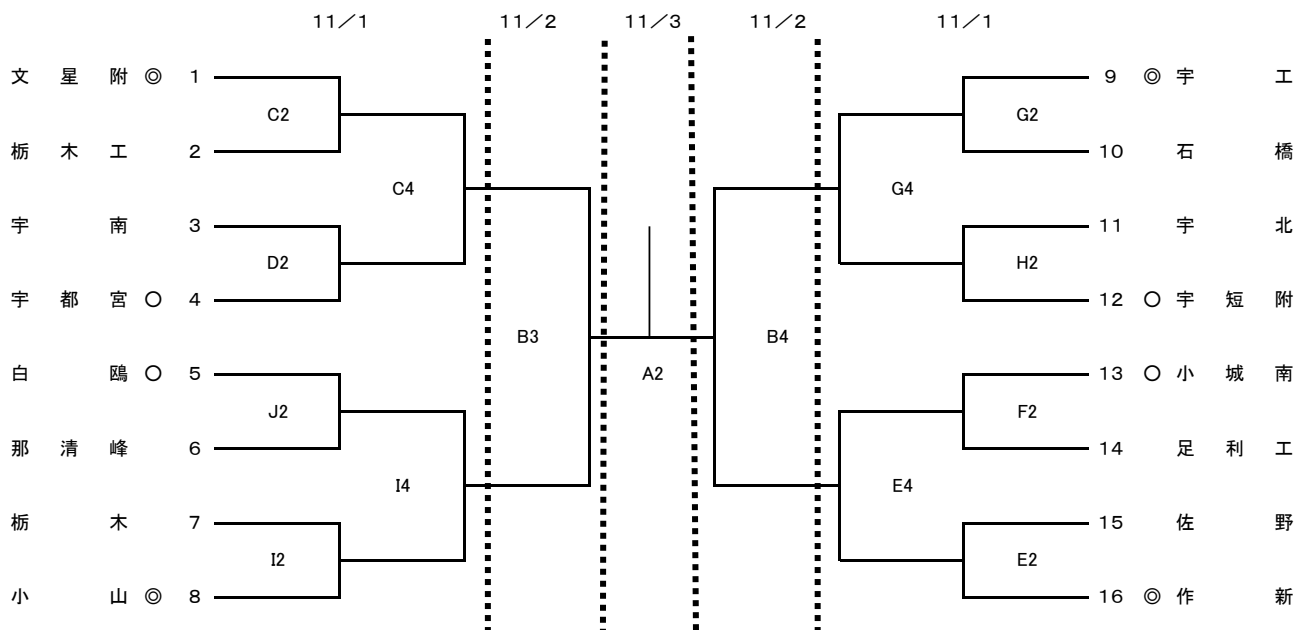 11／1 11／2 11／3 11／2 11／1
文星附 ◎ 1 9 ◎ 宇工
C2 G2
栃木工 2 10 石橋
C4 G4
宇南 3 11 宇北
D2 H2
宇都宮 ○ 4 12 ○ 宇短附
B3 B4
白鴎 ○ 5 A2 13 ○ 小城南
J2 F2
那清峰 6 14 足利工
I4 E4
栃木 7 15 佐野
I2 E2
小山 ◎ 8 16 ◎ 作新